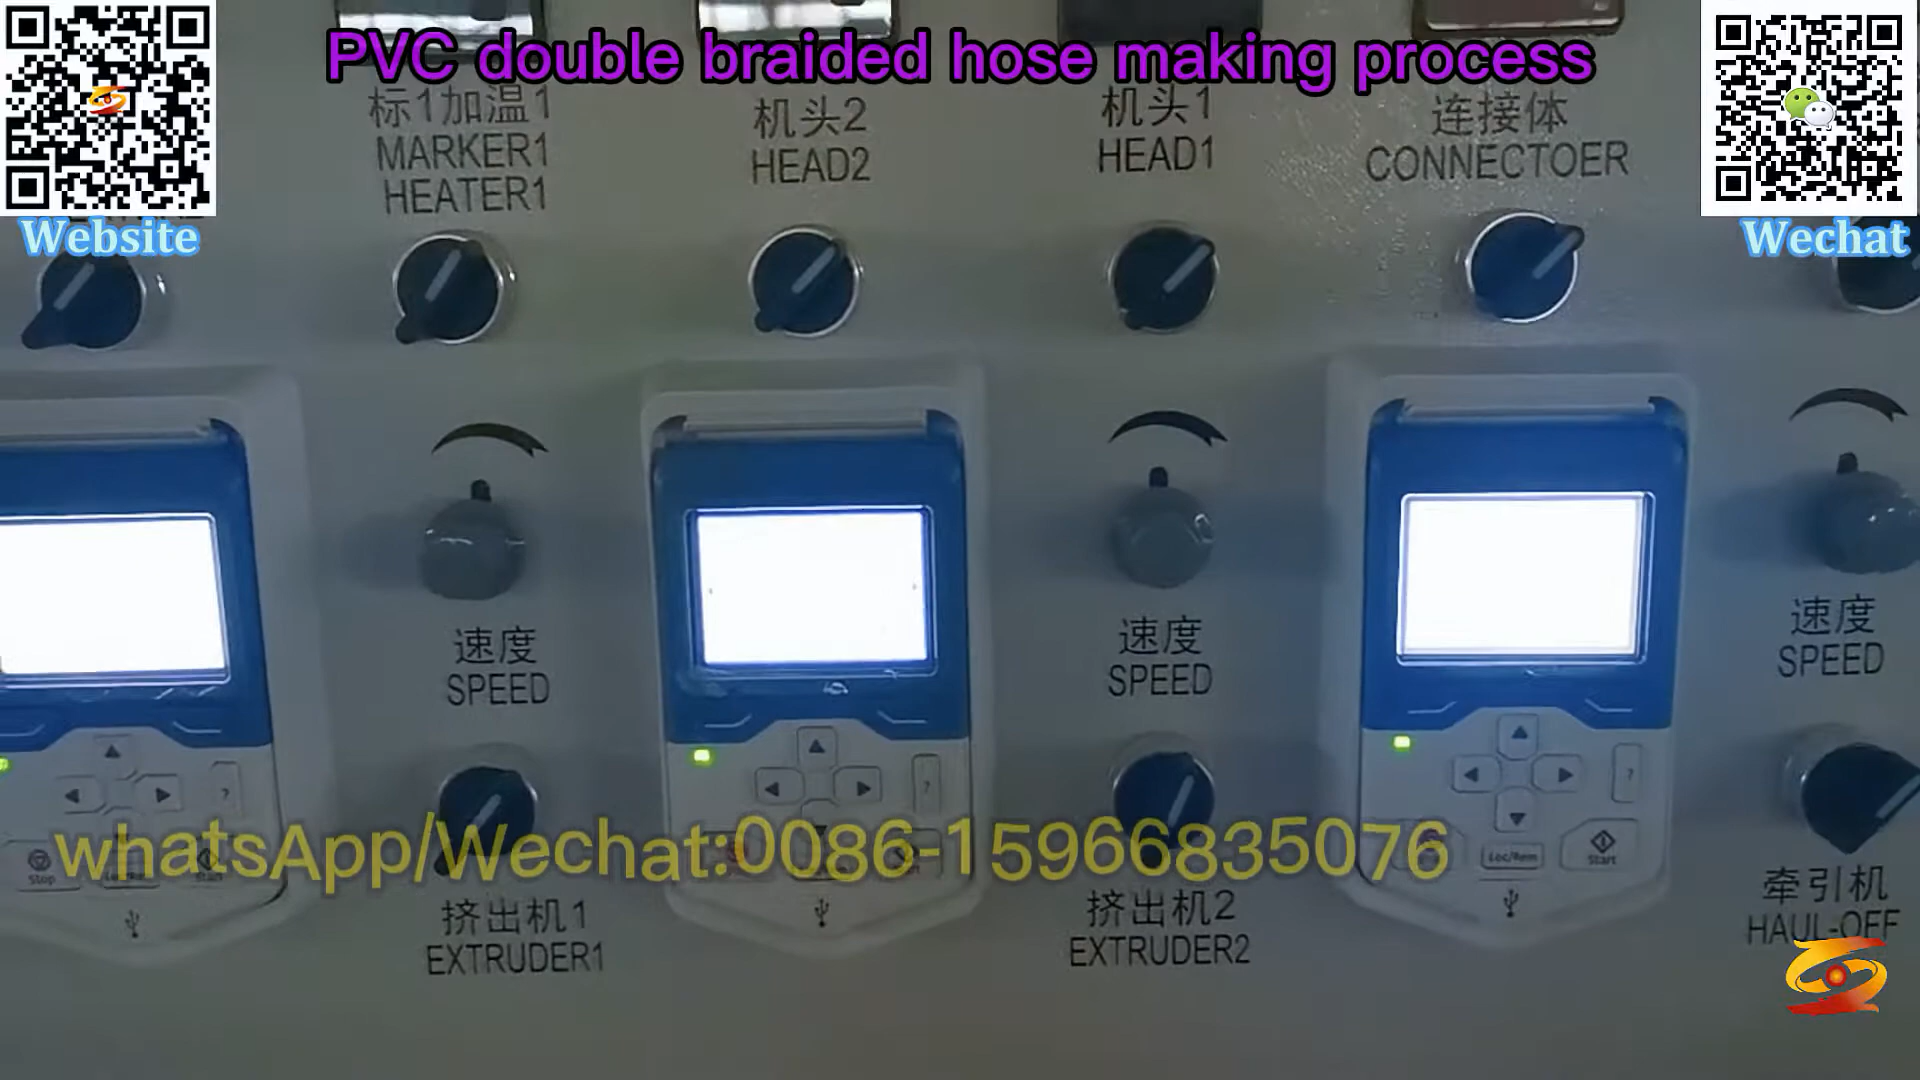 PVC double braided hose making process
Website
Wechat
标1加温1
MARKER1
HEATER1
机头2
HEAD2
机头1
HEAD1
连接体
CONNECTOER
速度
SPEED
速度
SPEED
速度
SPEED
?
?
?
Stop
Start
Loc/Rem
Start
whatsApp/Wechat:0086-15966835076
挤出机1
EXTRUDER1
挤出机2
EXTRUDER2
牵引机
HAUL-OFF